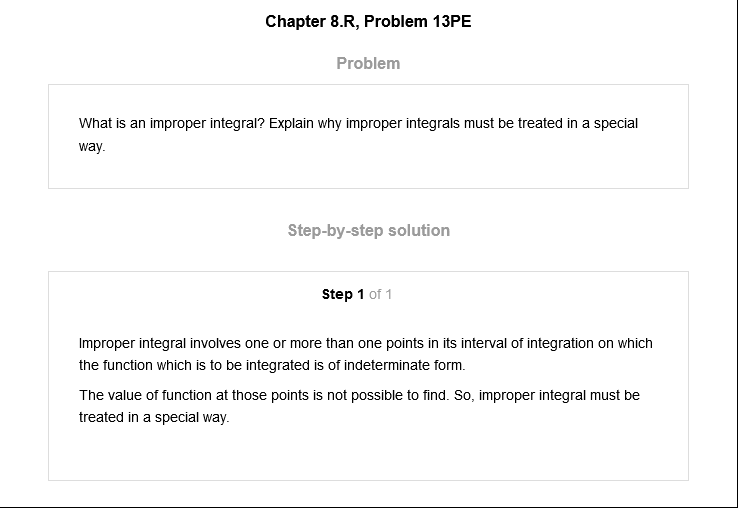 Chapter 8.R, Problem 13PE
Problem
What is an improper integral? Explain why improper integrals must be treated in a special
way.
Step-by-step solution
Step 1 of 1
Improper integral involves one or more than one points in its interval of integration on which
the function which is to be integrated is of indeterminate form.
The value of function at those points is not possible to find. So, improper integral must be
treated in a special way.